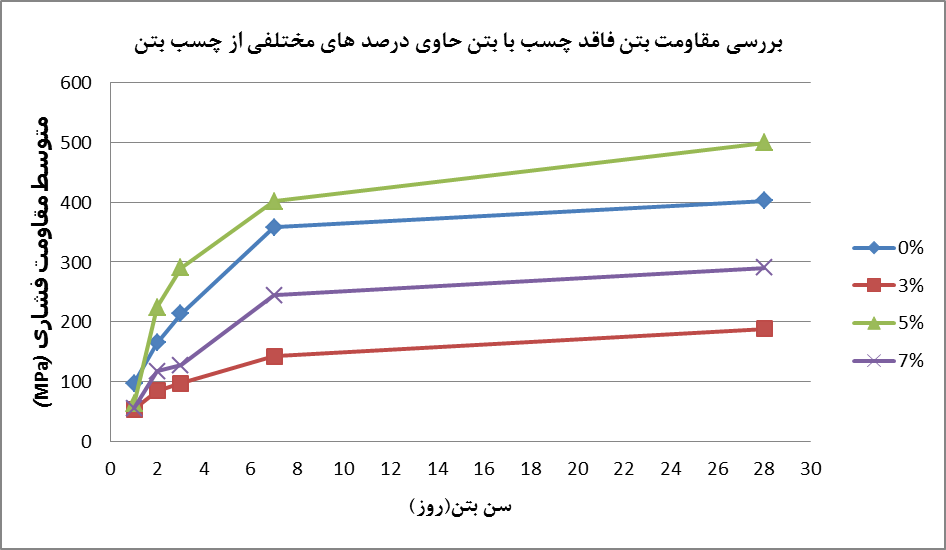 بررسی مقاومت بتن فاقد چسب با بتن حاوی درصد های مختلفی از چسب بتن
متوسط مقاومت فشاری (MPa)
600
500
400
300
200
100
0
0 2 4 6 8 10 12 14 16 18 20 22 24 26 28 30
سن بتن(روز)
0%
3%
5%
7%